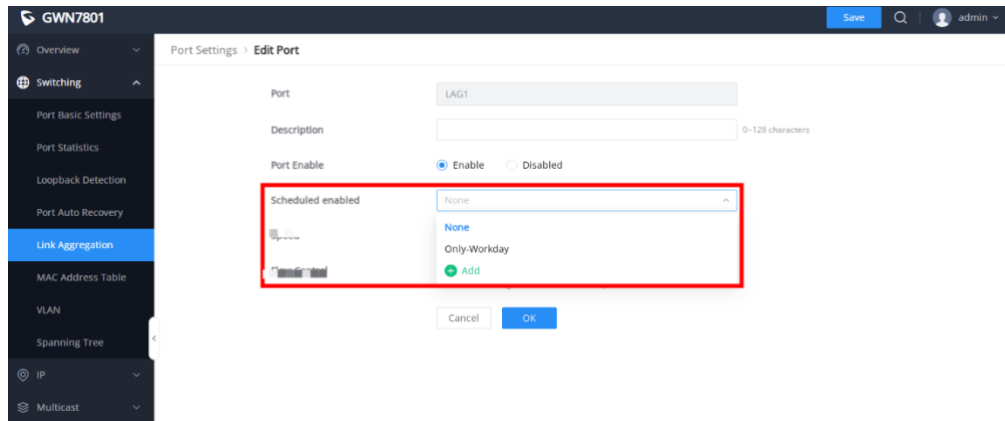 GWN7801
Save
admin
Overview
Port Settings > Edit Port
Switching
Port
LAG1
Port Basic Settings
Description
0~128 characters
Port Statistics
Port Enable
Enable
Disabled
Loopback Detection
Scheduled enabled
None
Port Auto Recovery
None
Link Aggregation
Only-Workday
Add
MAC Address Table
VLAN
Cancel
OK
Spanning Tree
IP
Multicast